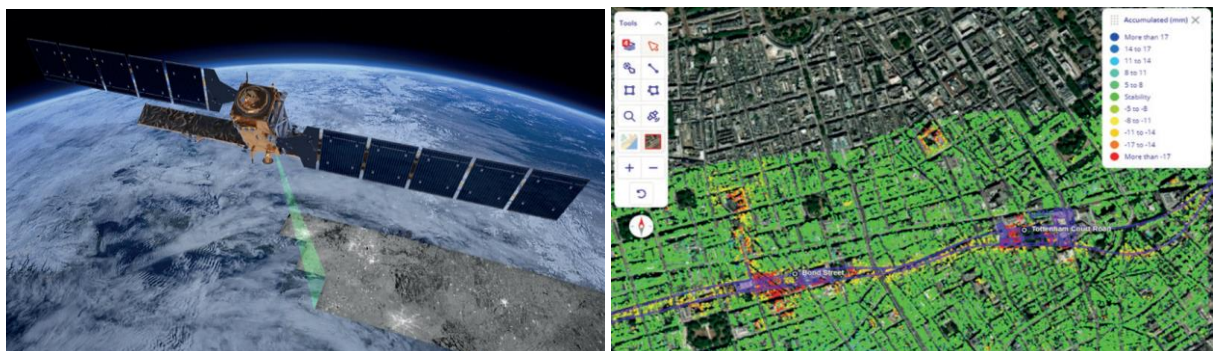 Tools
Accumulated (mm)
More than 17
14 to 17
11 to 14
8 to 11
5 to 8
Stability
-5 to -8
-8 to -11
-11 to -14
-17 to -14
More than -17
Tottenham Court Road
Bond Street